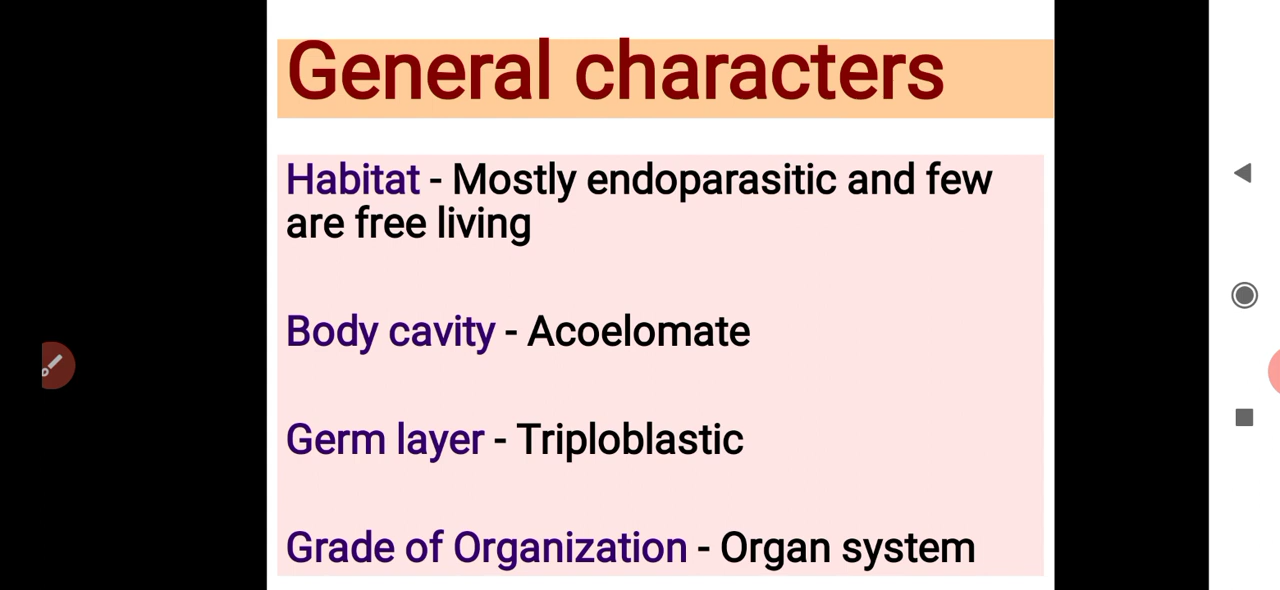 General characters
Habitat - Mostly endoparasitic and few
are free living
Body cavity - Acoelomate
Germ layer - Triploblastic
Grade of Organization - Organ system